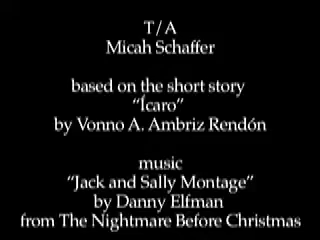 T/A
Micah Schaffer
based on the short story
“Ícaro”
by Vonno A. Ambriz Rendón
music
“Jack and Sally Montage”
by Danny Elfman
from The Nightmare Before Christmas